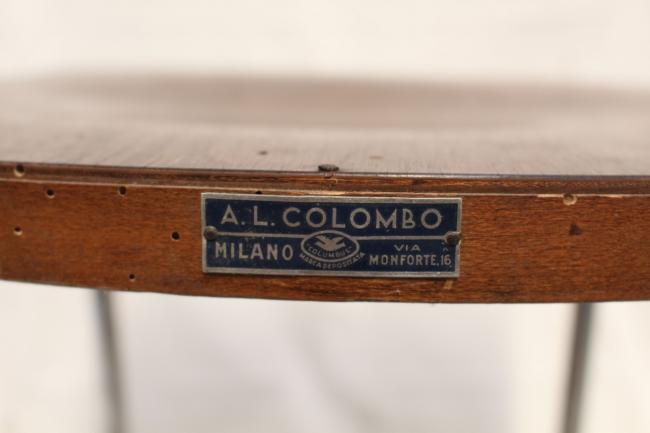 A. L. COLOMBO
MILANO
"COLUMBUS"
MARCA DEPOSITATA
VIA
MONFORTE, 16